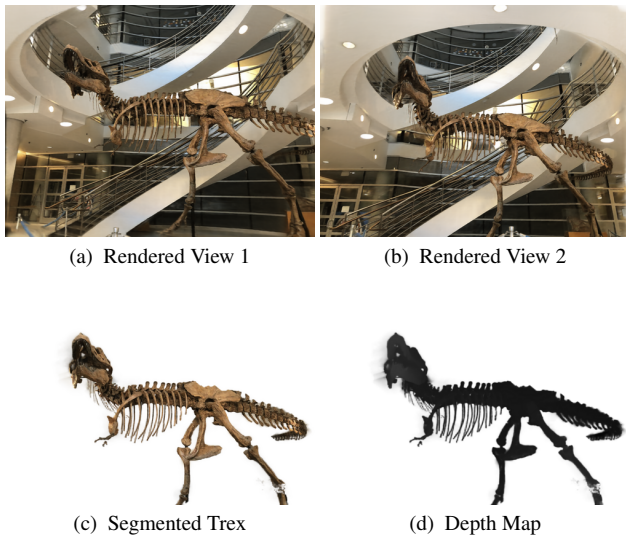 (a) Rendered View 1
(b) Rendered View 2
(c) Segmented Trex
(d) Depth Map